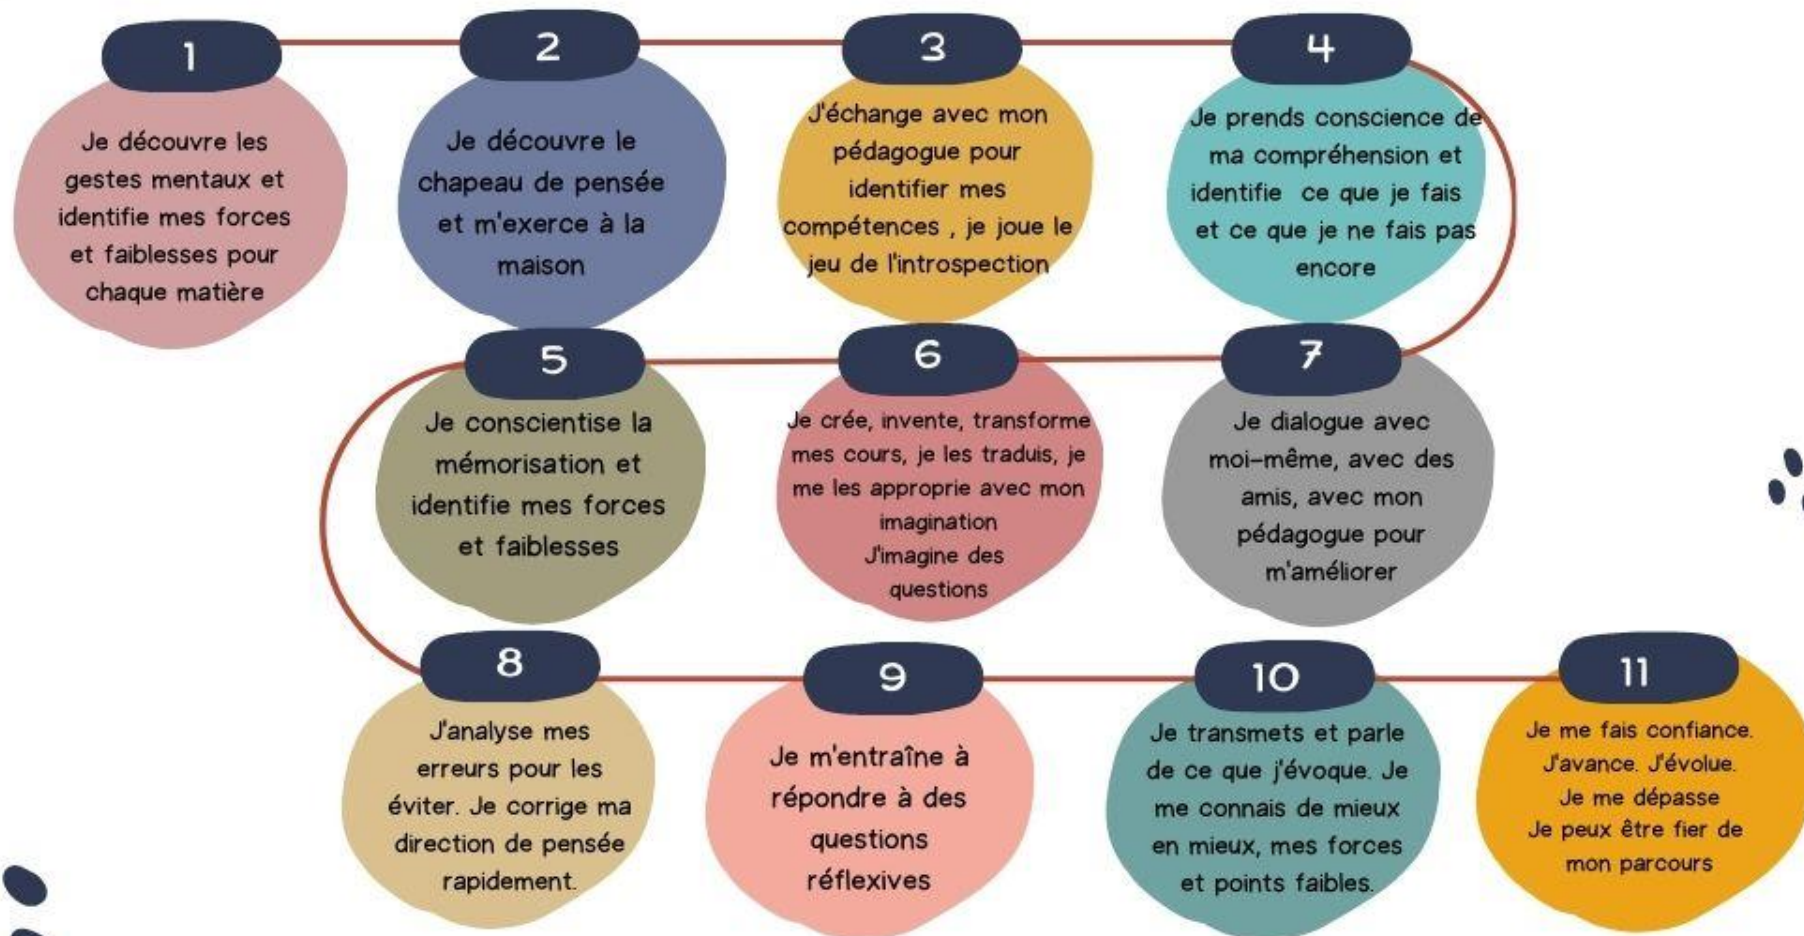 1
Je découvre les
gestes mentaux et
identifie mes forces
et faiblesses pour
chaque matière
2
Je découvre le
chapeau de pensée
et m'exerce à la
maison
3
J'échange avec mon
pédagogue pour
identifier mes
compétences , je joue le
jeu de l'introspection
4
Je prends conscience de
ma compréhension et
identifie ce que je fais
et ce que je ne fais pas
encore
5
Je conscientise la
mémorisation et
identifie mes forces
et faiblesses
6
Je crée, invente, transforme
mes cours, je les traduis, je
me les approprie avec mon
imagination
J'imagine des
questions
7
Je dialogue avec
moi-même, avec des
amis, avec mon
pédagogue pour
m'améliorer
8
J'analyse mes
erreurs pour les
éviter. Je corrige ma
direction de pensée
rapidement.
9
Je m'entraîne à
répondre à des
questions
réflexives
10
Je transmets et parle
de ce que j'évoque. Je
me connais de mieux
en mieux, mes forces
et points faibles.
11
Je me fais confiance.
J'avance. J'évolue.
Je me dépasse
Je peux être fier de
mon parcours